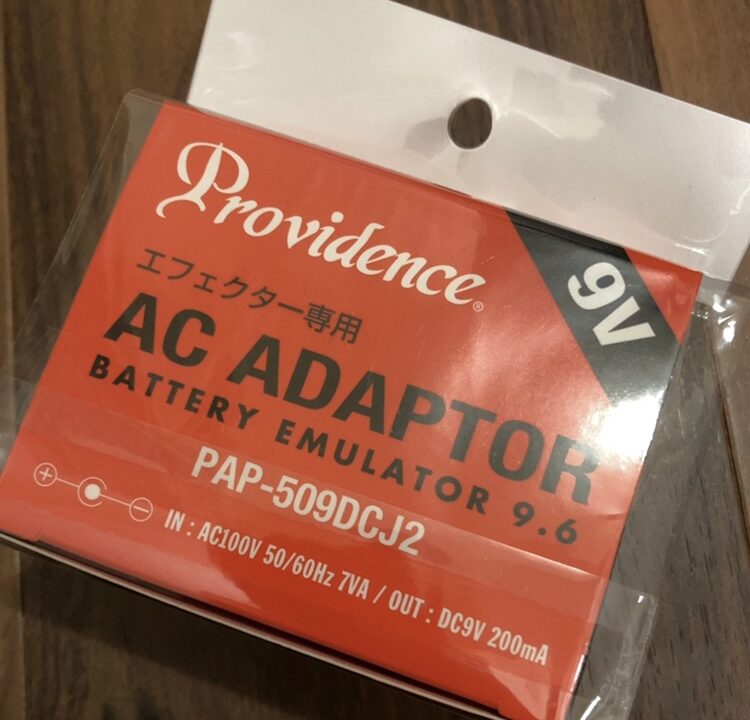 Providence®
9V
エフェクター専用
AC ADAPTOR
BATTERY EMULATOR 9.6
PAP-509DCJ2
+ −
IN : AC100V 50/60Hz 7VA / OUT : DC9V 200mA